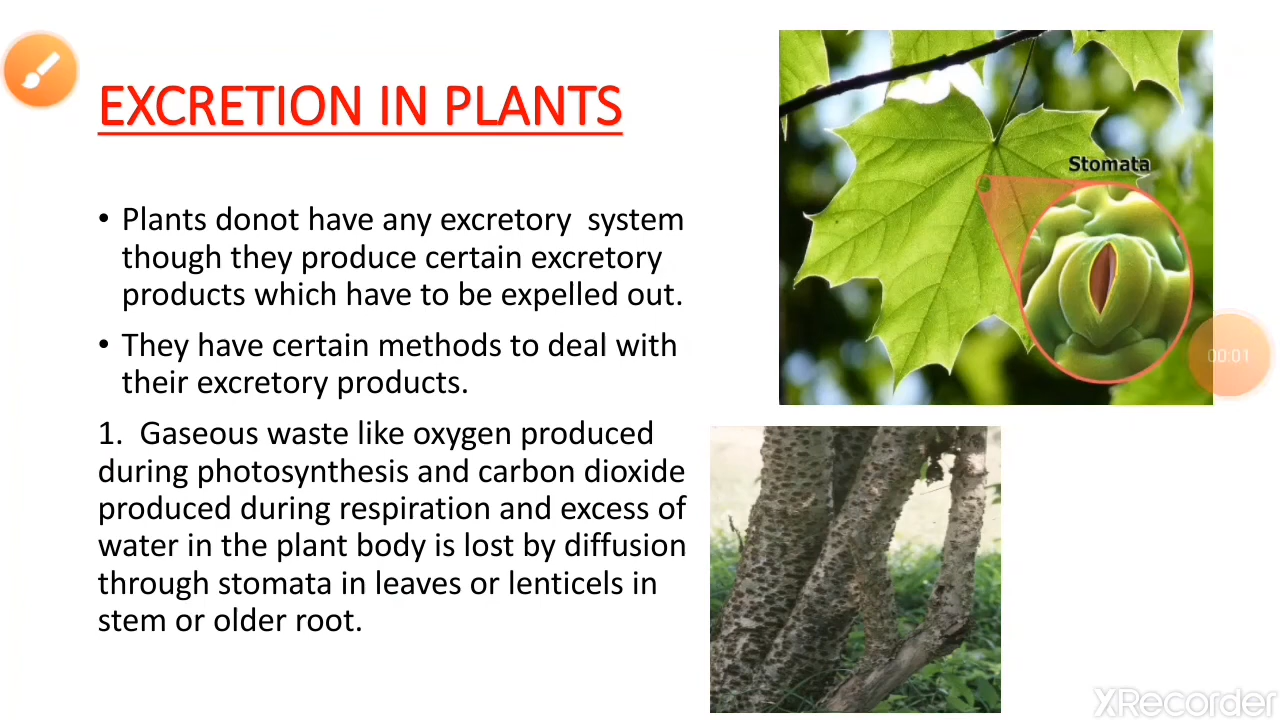 EXCRETION IN PLANTS
• Plants donot have any excretory system
though they produce certain excretory
products which have to be expelled out.
• They have certain methods to deal with
their excretory products.
1. Gaseous waste like oxygen produced
during photosynthesis and carbon dioxide
produced during respiration and excess of
water in the plant body is lost by diffusion
through stomata in leaves or lenticels in
stem or older root.
Stomata
00:01
XRecorder